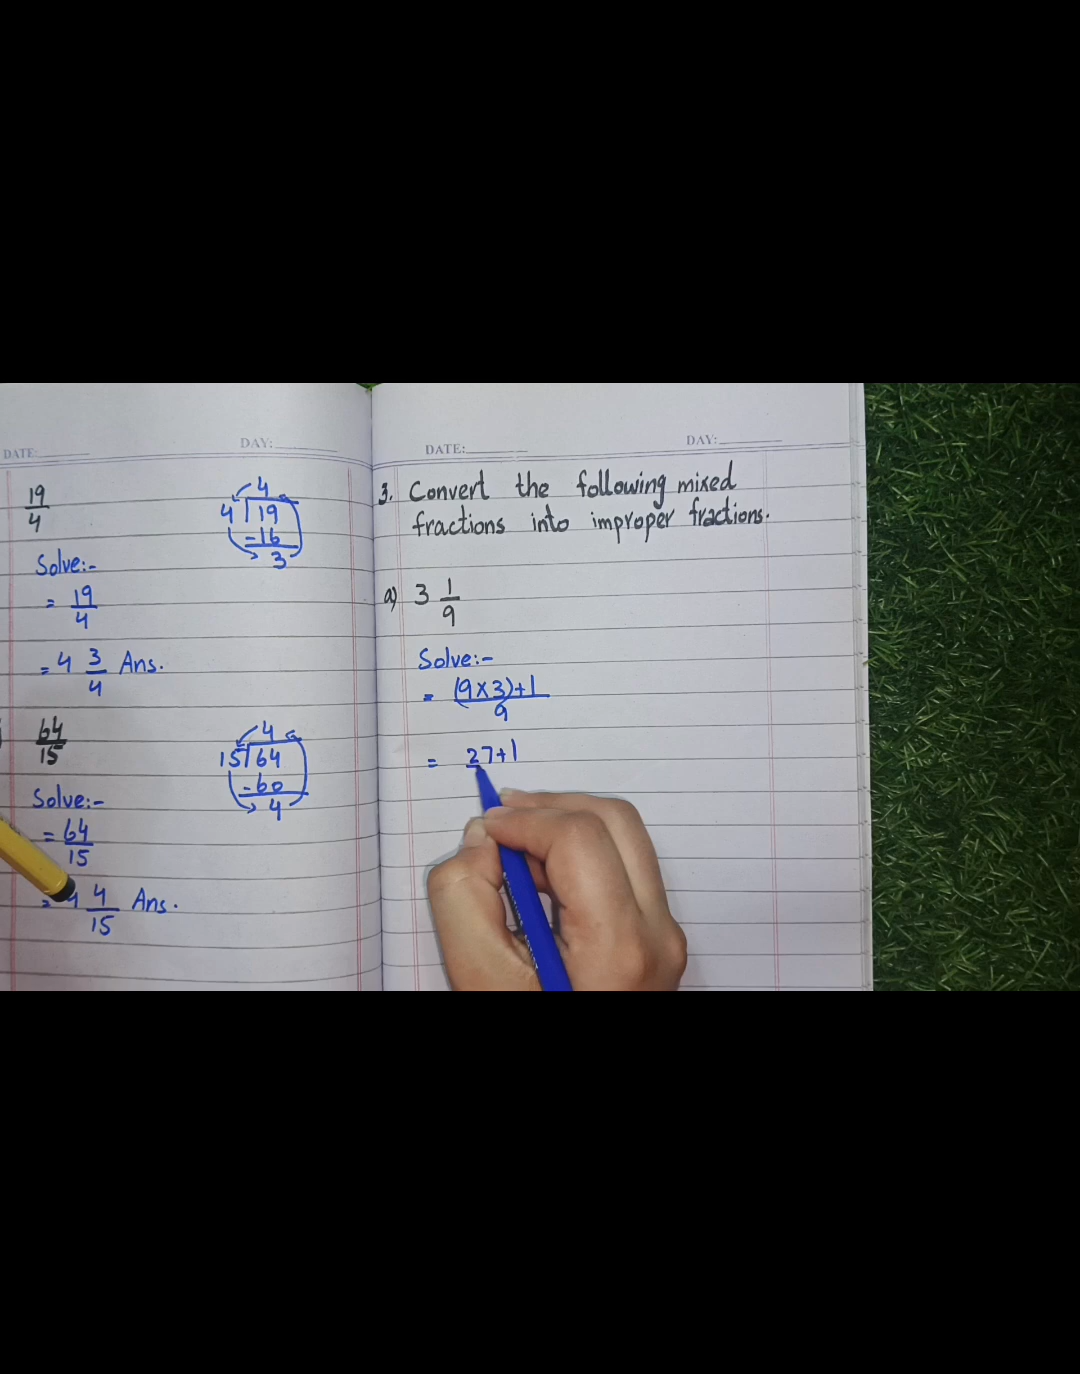 DATE:
DAY:
19
4
4
4 19
-16
3
Solve:-
= 19
4
= 4 3 Ans.
4
64
15
4
15 64
-60
4
Solve:-
= 64
15
= 4 4 Ans.
15
DATE:
DAY:
3. Convert the following mixed
fractions into improper fractions.
a) 3 1
9
Solve:-
= (9×3)+1
9
= 27+1